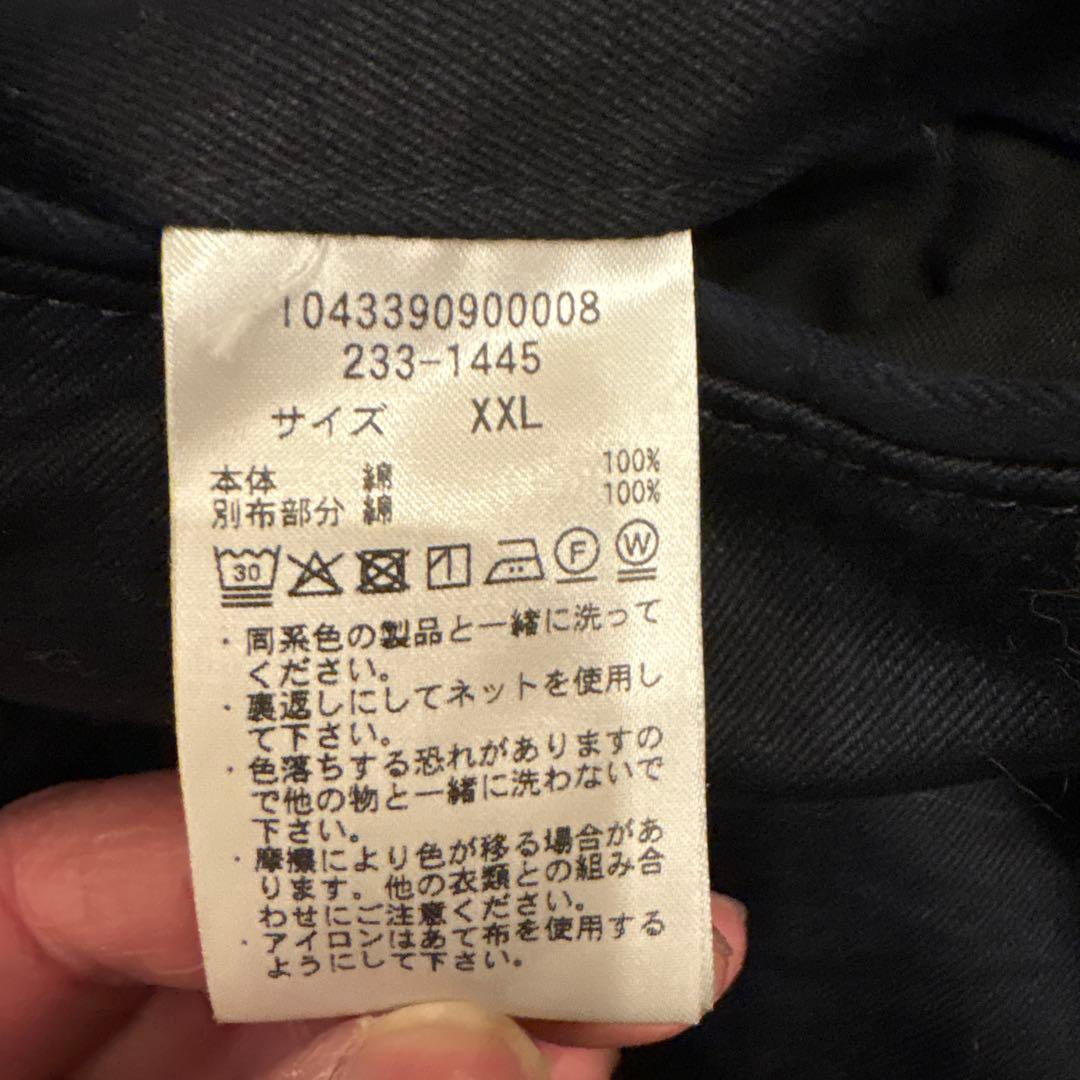 1043390900008
233-1445
サイズ XXL
本体 綿 100%
別布部分 綿 100%
30 F W
・同系色の製品と一緒に洗って
ください。
・裏返しにしてネットを使用し
て下さい。
・色落ちする恐れがありますの
で他の物と一緒に洗わないで
下さい。
・摩擦により色が移る場合があ
ります。他の衣類との組み合
わせにご注意ください。
・アイロンはあて布を使用する
ようにして下さい。